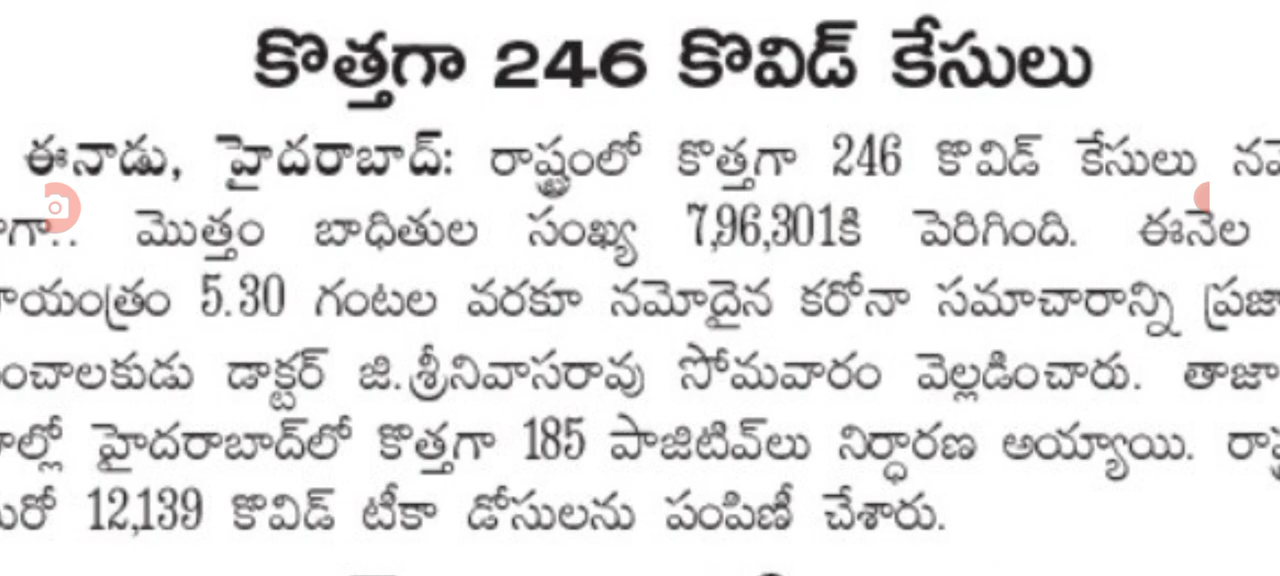 కొత్తగా 246 కొవిడ్ కేసులు
ఈనాడు, హైదరాబాద్: రాష్ట్రంలో కొత్తగా 246 కొవిడ్ కేసులు
మొత్తం బాధితుల సంఖ్య 7,96,301కి పెరిగింది. ఈనెల
5.30 గంటల వరకూ నమోదైన కరోనా సమాచారాన్ని
డాక్టర్ జి.శ్రీనివాసరావు సోమవారం వెల్లడించారు. తాజా
హైదరాబాద్‌లో కొత్తగా 185 పాజిటివ్‌లు నిర్ధారణ అయ్యాయి.
12,139 కొవిడ్ టీకా డోసులను పంపిణీ చేశారు.